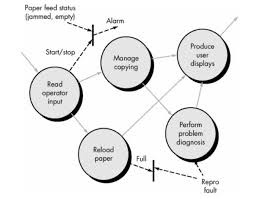 Paper feed status
(jammed, empty)
Alarm
Start/stop
Manage
copying
Produce
user
displays
Read
operator
input
Reload
paper
Full
Perform
problem
diagnosis
Repro
fault